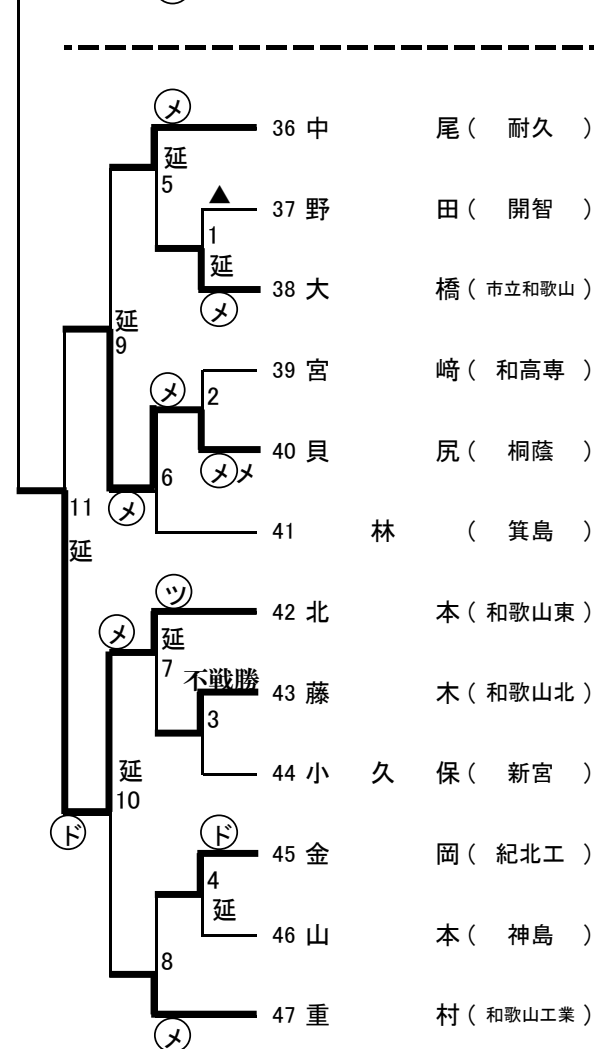 メ
36 中 尾 ( 耐久 )
延
5
▲
37 野 田 ( 開智 )
1
延
38 大 橋 ( 市立和歌山 )
メ
延
9
39 宮 﨑 ( 和高専 )
メ
2
40 貝 尻 ( 桐蔭 )
メメ
6
メ
11
延
41 林 ( 箕島 )
ツ
42 北 本 ( 和歌山東 )
メ
延
7
不戦勝
43 藤 木 ( 和歌山北 )
3
44 小 久 保 ( 新宮 )
延
10
ド
ド
45 金 岡 ( 紀北工 )
4
延
46 山 本 ( 神島 )
8
47 重 村 ( 和歌山工業 )
メ